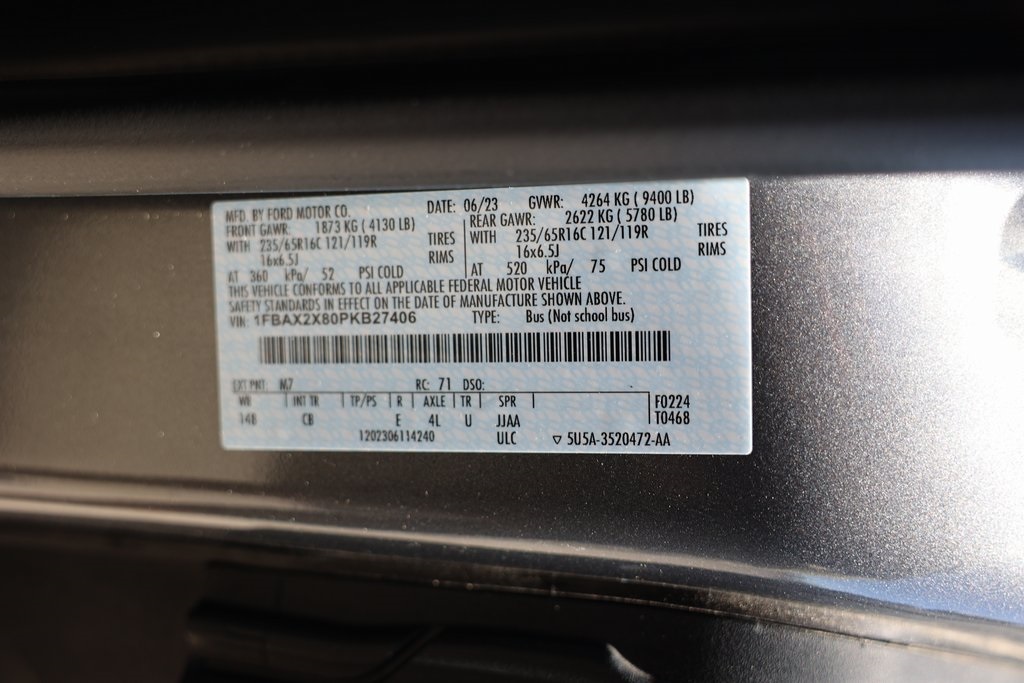 MFD. BY FORD MOTOR CO. DATE: 06/23 GVWR: 4264 KG ( 9400 LB)
FRONT GAWR: 1873 KG ( 4130 LB) REAR GAWR: 2622 KG ( 5780 LB)
WITH 235/65R16C 121/119R TIRES WITH 235/65R16C 121/119R TIRES
16x6.5J RIMS 16x6.5J RIMS
AT 360 kPa/ 52 PSI COLD AT 520 kPa/ 75 PSI COLD
THIS VEHICLE CONFORMS TO ALL APPLICABLE FEDERAL MOTOR VEHICLE
SAFETY STANDARDS IN EFFECT ON THE DATE OF MANUFACTURE SHOWN ABOVE.
VIN: 1FBAX2X80PKB27406 TYPE: Bus (Not school bus)
EXT PNT: M7 RC: 71 DSO:
WB INT TR TP/PS R AXLE TR SPR F0224
148 CB E 4L U JJAA T0468
1202306114240 ULC ▽ 5U5A-3520472-AA